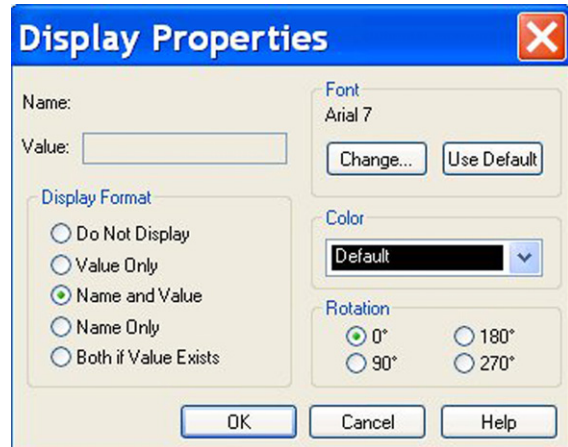 Display Properties
Name:
Value:
Font
Arial 7
Change...
Use Default
Display Format
Do Not Display
Value Only
Name and Value
Name Only
Both if Value Exists
Color
Default
Rotation
0° 180°
90° 270°
OK Cancel Help